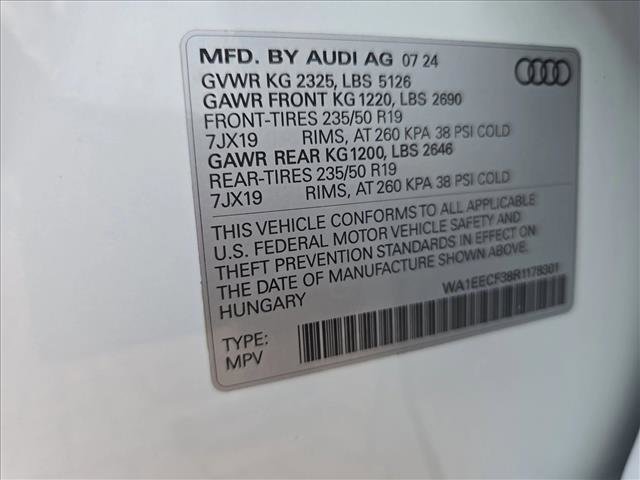 MFD. BY AUDI AG 07 24
GVWR KG 2325, LBS 5126
GAWR FRONT KG 1220, LBS 2690
FRONT-TIRES 235/50 R19
7JX19 RIMS, AT 260 KPA 38 PSI COLD
GAWR REAR KG 1200, LBS 2646
REAR-TIRES 235/50 R19
7JX19 RIMS, AT 260 KPA 38 PSI COLD
THIS VEHICLE CONFORMS TO ALL APPLICABLE
U.S. FEDERAL MOTOR VEHICLE SAFETY AND
THEFT PREVENTION STANDARDS IN EFFECT ON
THE DATE OF MANUFACTURE SHOWN ABOVE.
HUNGARY
WA1EECF38R1178301
TYPE:
MPV